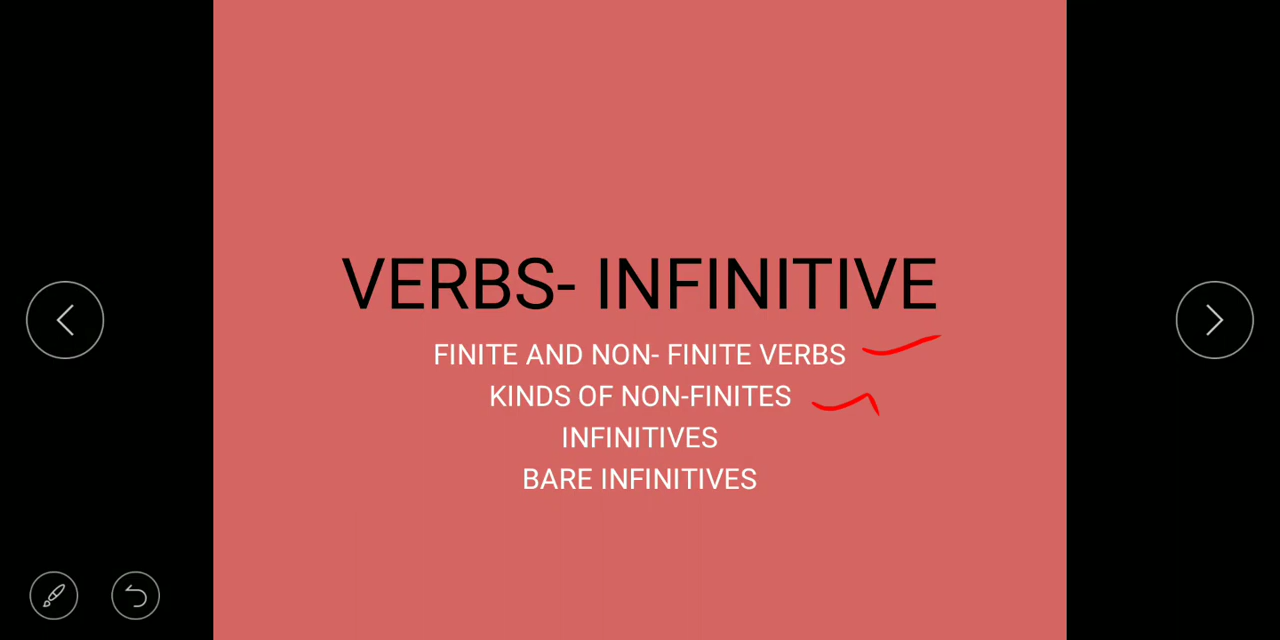 VERBS- INFINITIVE
FINITE AND NON- FINITE VERBS
KINDS OF NON-FINITES
INFINITIVES
BARE INFINITIVES